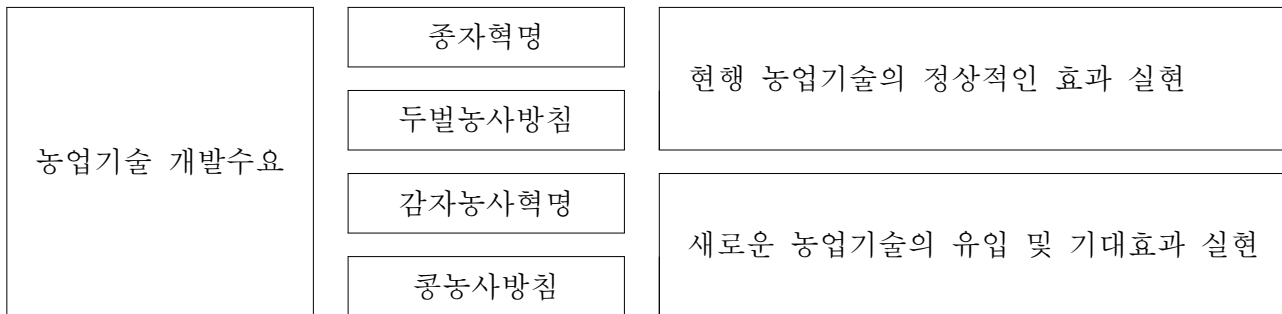 농업기술 개발수요
종자혁명
두벌농사방침
감자농사혁명
콩농사방침
현행 농업기술의 정상적인 효과 실현
새로운 농업기술의 유입 및 기대효과 실현